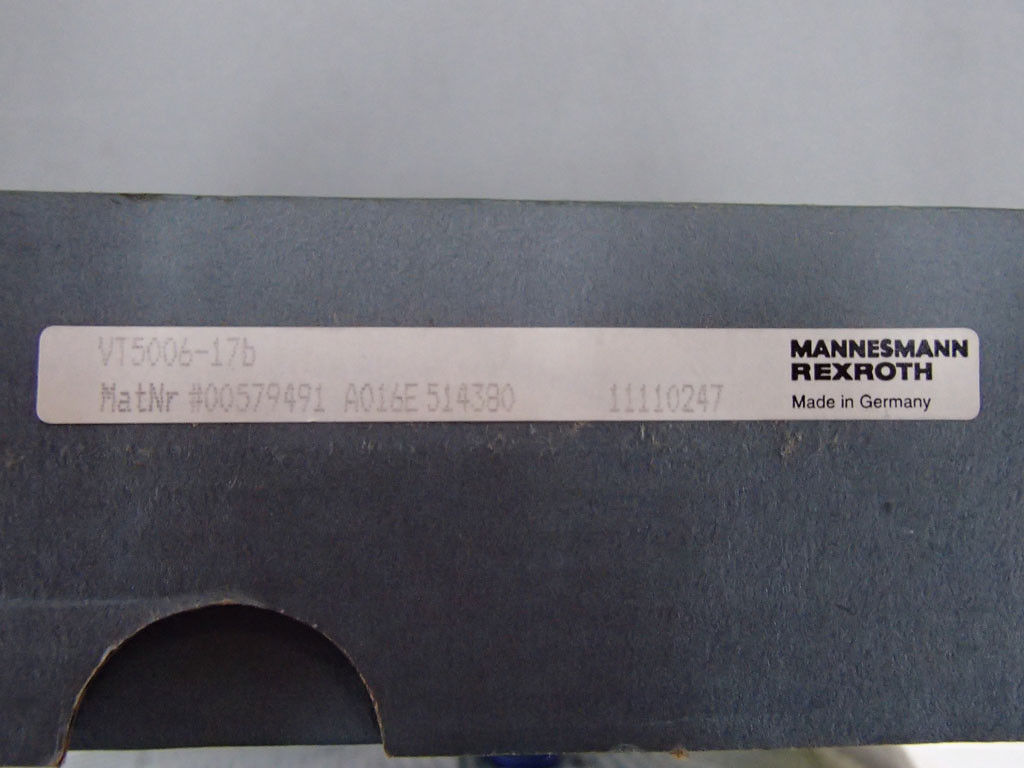 VT5006-17b
MatNr #00579491 A016E 514380 11110247
MANNESMANN
REXROTH
Made in Germany